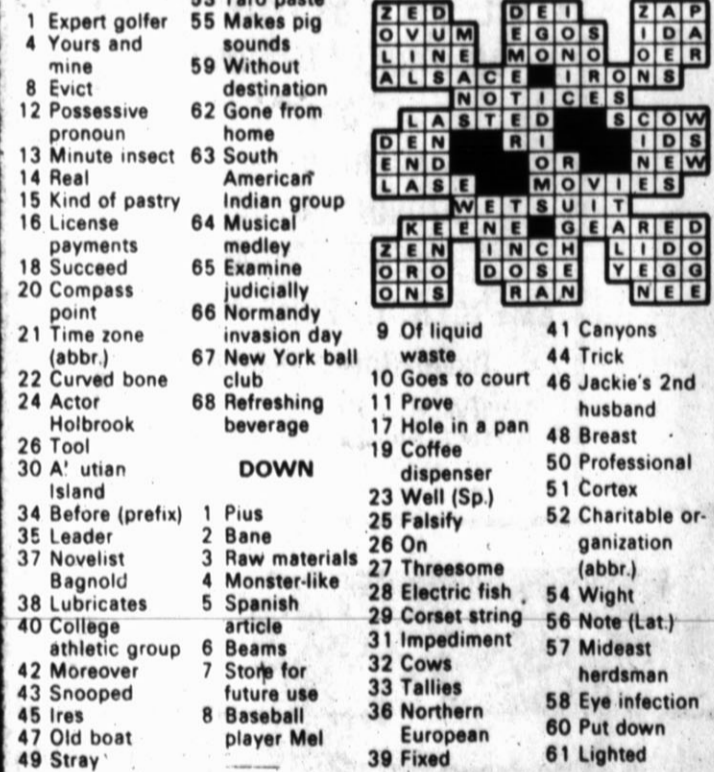 1 Expert golfer
4 Yours and
mine
8 Evict
12 Possessive
pronoun
13 Minute insect
14 Real
15 Kind of pastry
16 License
payments
18 Succeed
20 Compass
point
21 Time zone
(abbr.)
22 Curved bone
24 Actor
Holbrook
26 Tool
30 A' utian
Island
34 Before (prefix)
35 Leader
37 Novelist
Bagnold
38 Lubricates
40 College
athletic group
42 Moreover
43 Snooped
45 Ires
47 Old boat
49 Stray
53 Taro paste
55 Makes pig
sounds
59 Without
destination
62 Gone from
home
63 South
American
Indian group
64 Musical
medley
65 Examine
judicially
66 Normandy
invasion day
67 New York ball
club
68 Refreshing
beverage
DOWN
1 Pius
2 Bane
3 Raw materials
4 Monster-like
5 Spanish
article
6 Beams
7 Store for
future use
8 Baseball
player Mel
ZED DEI ZAP
OVUM EGOS IDA
LINE MONO OER
ALSACE IRONS
NOTICES
LASTED SCOW
DEN RI IDS
END OR NEW
LASE MOVIES
WETSUIT
KEENE GEARED
ZEN INCH LIDO
ORO DOSE YEGG
ONS RAN NEE
9 Of liquid
waste
10 Goes to court
11 Prove
17 Hole in a pan
19 Coffee
dispenser
23 Well (Sp.)
25 Falsify
26 On
27 Threesome
28 Electric fish
29 Corset string
31 Impediment
32 Cows
33 Tallies
36 Northern
European
39 Fixed
41 Canyons
44 Trick
46 Jackie's 2nd
husband
48 Breast
50 Professional
51 Cortex
52 Charitable or-
ganization
(abbr.)
54 Wight
56 Note (Lat.)
57 Mideast
herdsman
58 Eye infection
60 Put down
61 Lighted